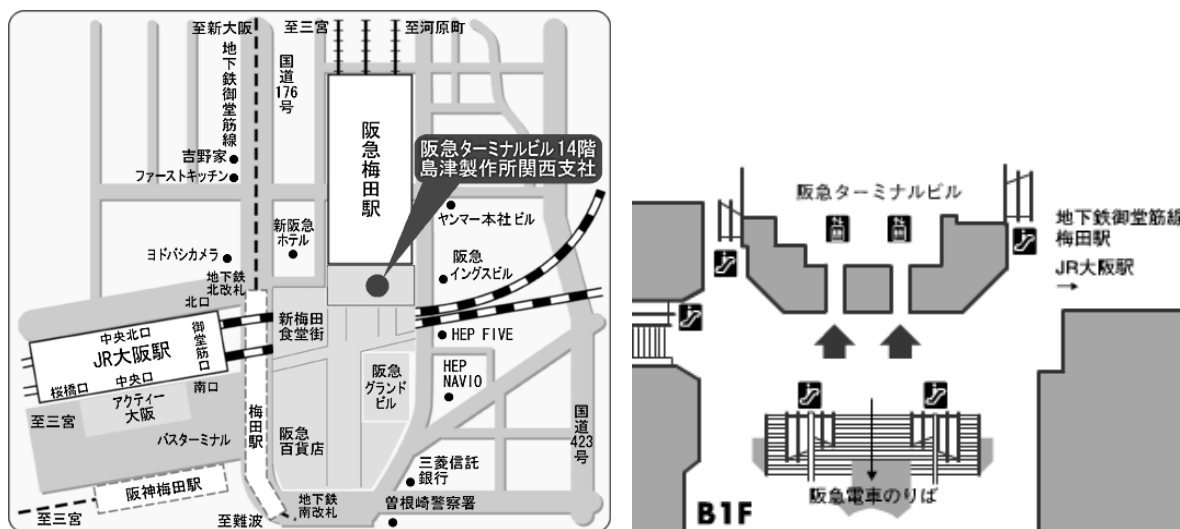 至新大阪
至三宮
至河原町
地下鉄御堂筋線
国道
176
号
阪急梅田駅
阪急ターミナルビル 14階
島津製作所関西支社
吉野家
ファーストキッチン
ヤンマー本社ビル
新阪急
ホテル
ヨドバシカメラ
阪急
イングスビル
地下鉄
北改札
北口
中央北口
御堂筋口
JR大阪駅
桜橋口
中央口
南口
新梅田
食堂街
HEP FIVE
HEP
NAVIO
阪急
グランド
ビル
アクティー
大阪
至三宮
バスターミナル
梅田駅
阪急
百貨店
国道
423
号
三菱信託
銀行
阪神梅田駅
地下鉄
南改札
曽根崎警察署
至三宮
至難波
阪急ターミナルビル
地下鉄御堂筋線
梅田駅
JR大阪駅
→
阪急電車のりば
B1F